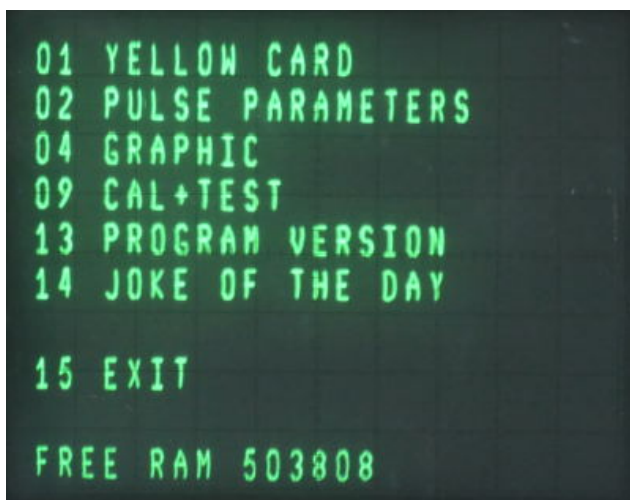 01 YELLOW CARD
02 PULSE PARAMETERS
04 GRAPHIC
09 CAL+TEST
13 PROGRAM VERSION
14 JOKE OF THE DAY
15 EXIT
FREE RAM 503808